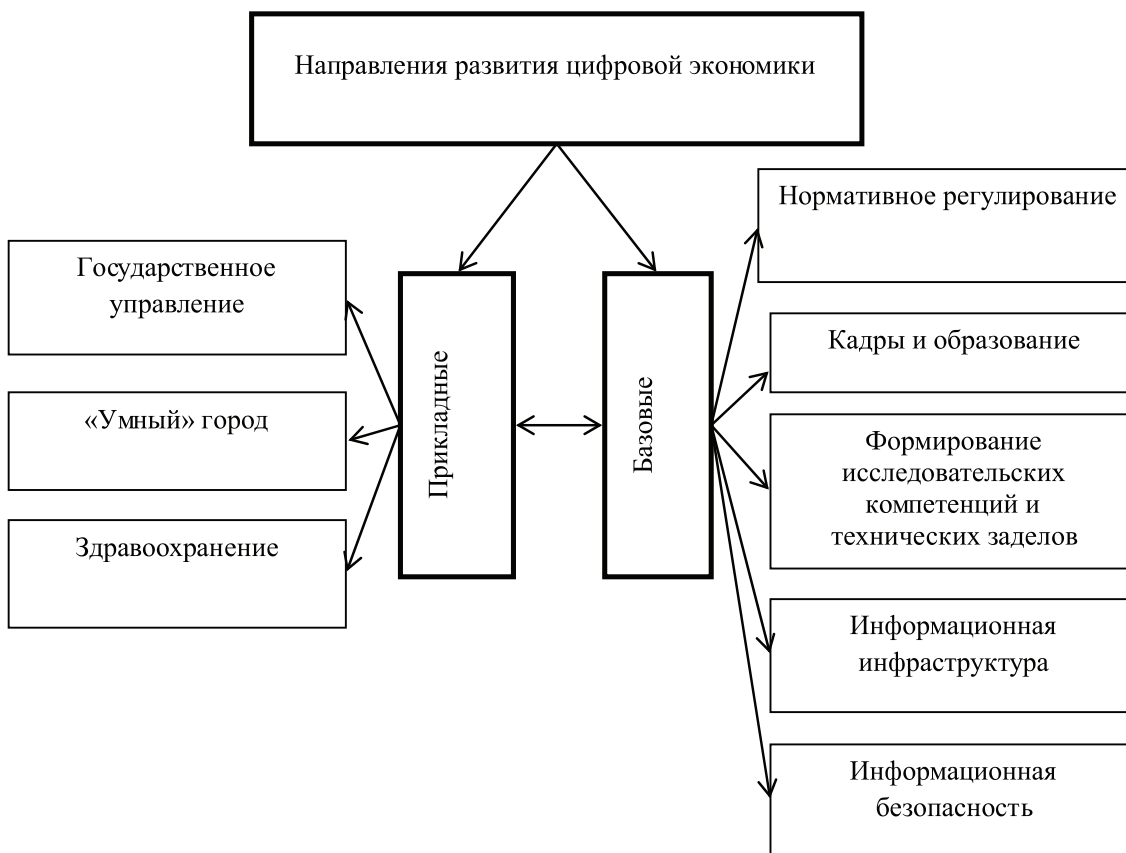 Направления развития цифровой экономики
Государственное
управление
«Умный» город
Здравоохранение
Прикладные
Базовые
Нормативное регулирование
Кадры и образование
Формирование
исследовательских
компетенций и
технических заделов
Информационная
инфраструктура
Информационная
безопасность